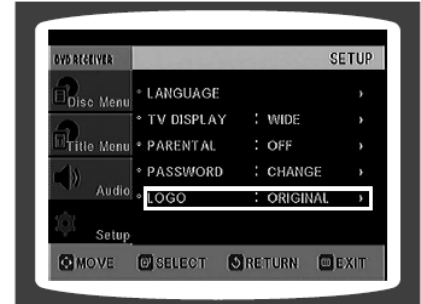 DVD RECEIVER SETUP
Disc Menu
LANGUAGE
TV DISPLAY : WIDE
Title Menu
PARENTAL : OFF
PASSWORD : CHANGE
Audio
LOGO : ORIGINAL
Setup
MOVE SELECT RETURN EXIT